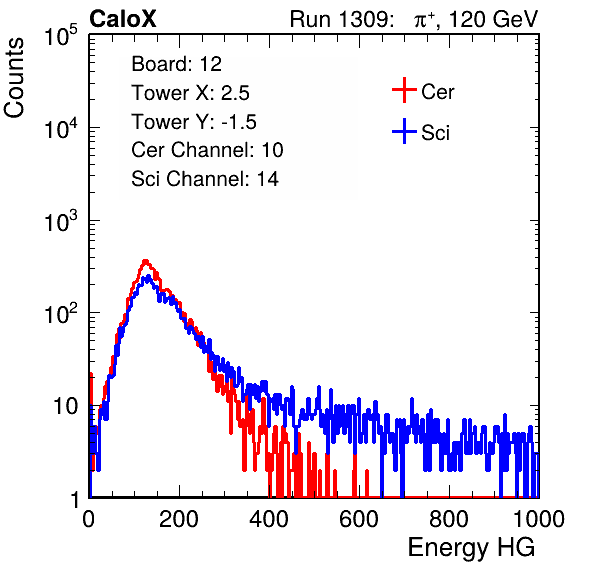 CaloX Run 1309: π⁺, 120 GeV
Board: 12
Tower X: 2.5
Tower Y: -1.5
Cer Channel: 10
Sci Channel: 14
Cer
Sci
Counts
10⁵
10⁴
10³
10²
10
1
0 200 400 600 800 1000
Energy HG